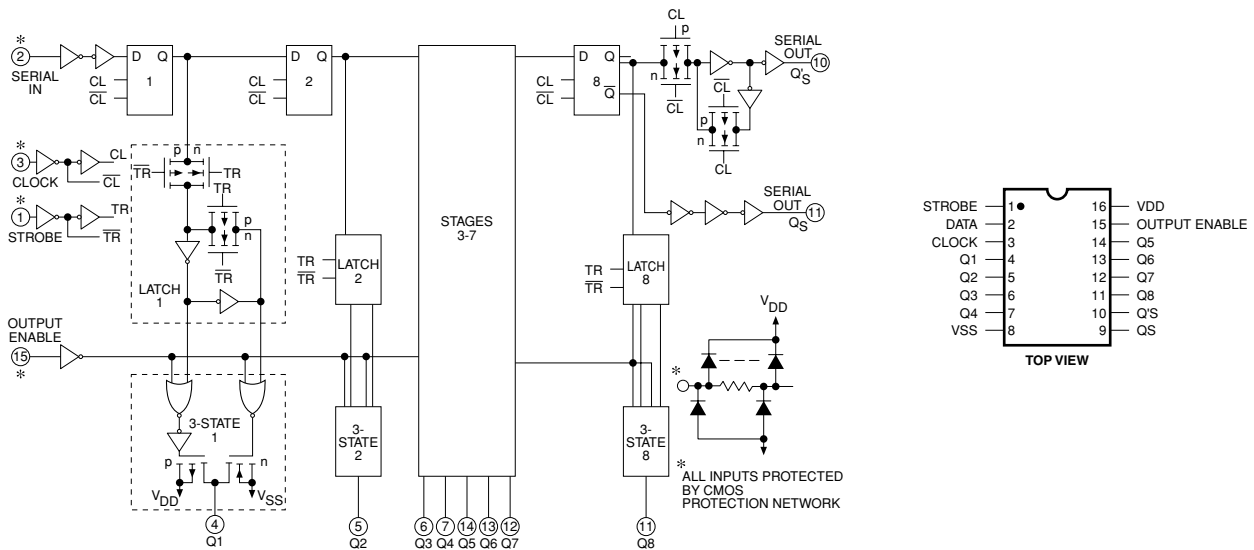 *
2
SERIAL
IN
D Q
CL
CL
1
D Q
CL
CL
2
STAGES
3-7
D Q
CL
CL
8
Q
CL
p
n
CL
CL
p
n
CL
SERIAL
OUT
10
Q'S
*
3
CLOCK
CL
CL
*
1
STROBE
TR
TR
p n
TR
TR
TR
p
n
TR
LATCH
1
TR
TR
LATCH
2
TR
TR
LATCH
8
SERIAL
OUT
11
QS
OUTPUT
ENABLE
15
*
3-STATE
1
p
n
VDD
VSS
4
Q1
3-
STATE
2
5
Q2
6
Q3
7
Q4
14
Q5
13
Q6
12
Q7
3-
STATE
8
11
Q8
VDD
*
* ALL INPUTS PROTECTED
BY CMOS
PROTECTION NETWORK
STROBE 1 16 VDD
DATA 2 15 OUTPUT ENABLE
CLOCK 3 14 Q5
Q1 4 13 Q6
Q2 5 12 Q7
Q3 6 11 Q8
Q4 7 10 Q'S
VSS 8 9 QS
TOP VIEW